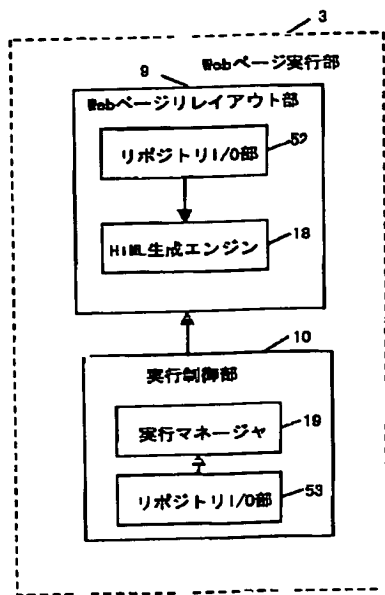 3
Webページ実行部
9
Webページリレイアウト部
リポジトリI/O部
52
HTML生成エンジン
18
10
実行制御部
実行マネージャ
19
リポジトリI/O部
53